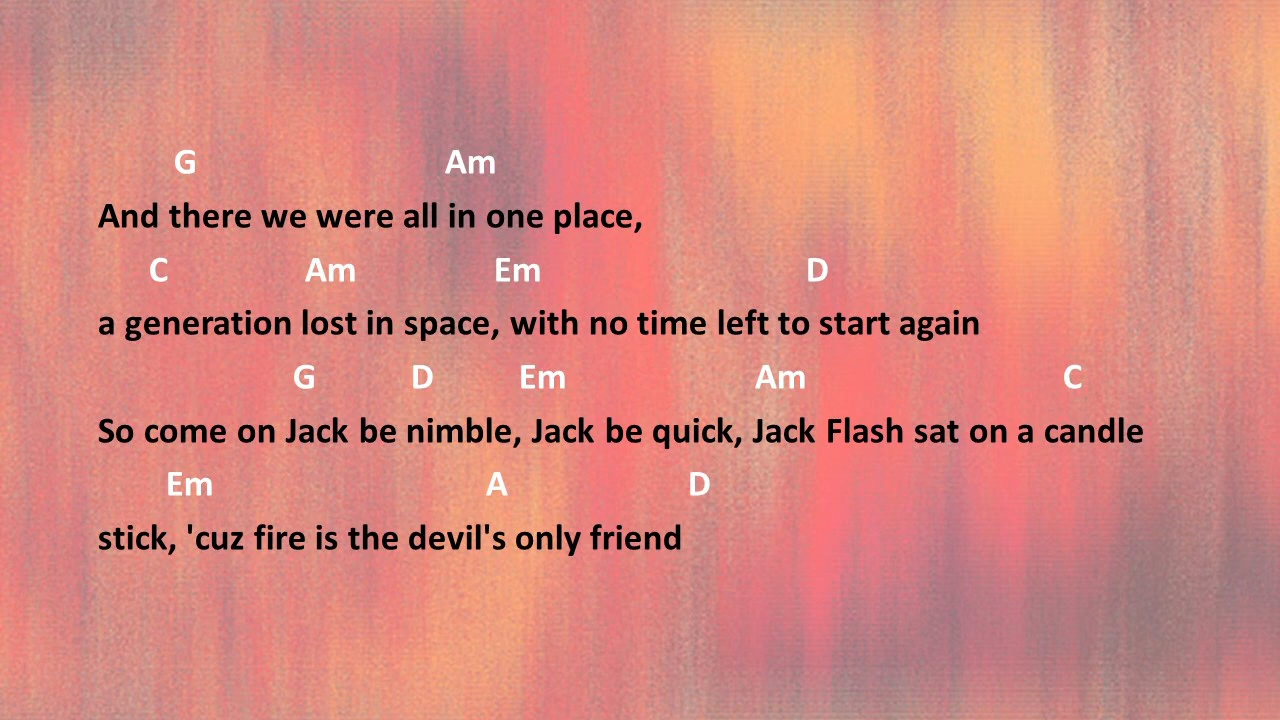 G Am
And there we were all in one place,
C Am Em D
a generation lost in space, with no time left to start again
G D Em Am C
So come on Jack be nimble, Jack be quick, Jack Flash sat on a candle
Em A D
stick, 'cuz fire is the devil's only friend